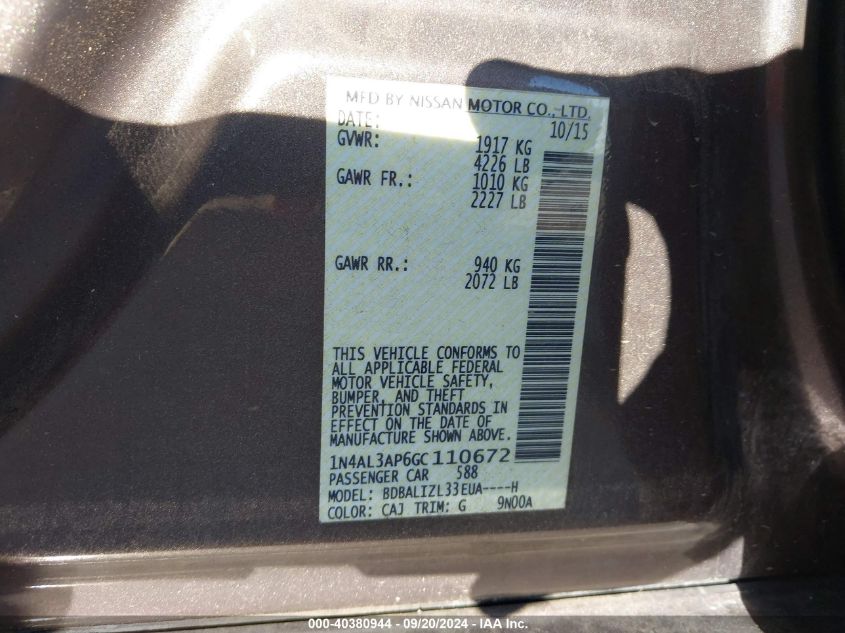 MFD BY NISSAN MOTOR CO., LTD.
DATE: 10/15
GVWR: 1917 KG
4226 LB
GAWR FR.: 1010 KG
2227 LB
GAWR RR.: 940 KG
2072 LB
THIS VEHICLE CONFORMS TO
ALL APPLICABLE FEDERAL
MOTOR VEHICLE SAFETY,
BUMPER, AND THEFT
PREVENTION STANDARDS IN
EFFECT ON THE DATE OF
MANUFACTURE SHOWN ABOVE.
1N4AL3AP6GC110672
PASSENGER CAR 588
MODEL: BDBALIZL33EUA----H
COLOR: CAJ TRIM: G 9N00A
000-40380944 - 09/20/2024 - IAA Inc.